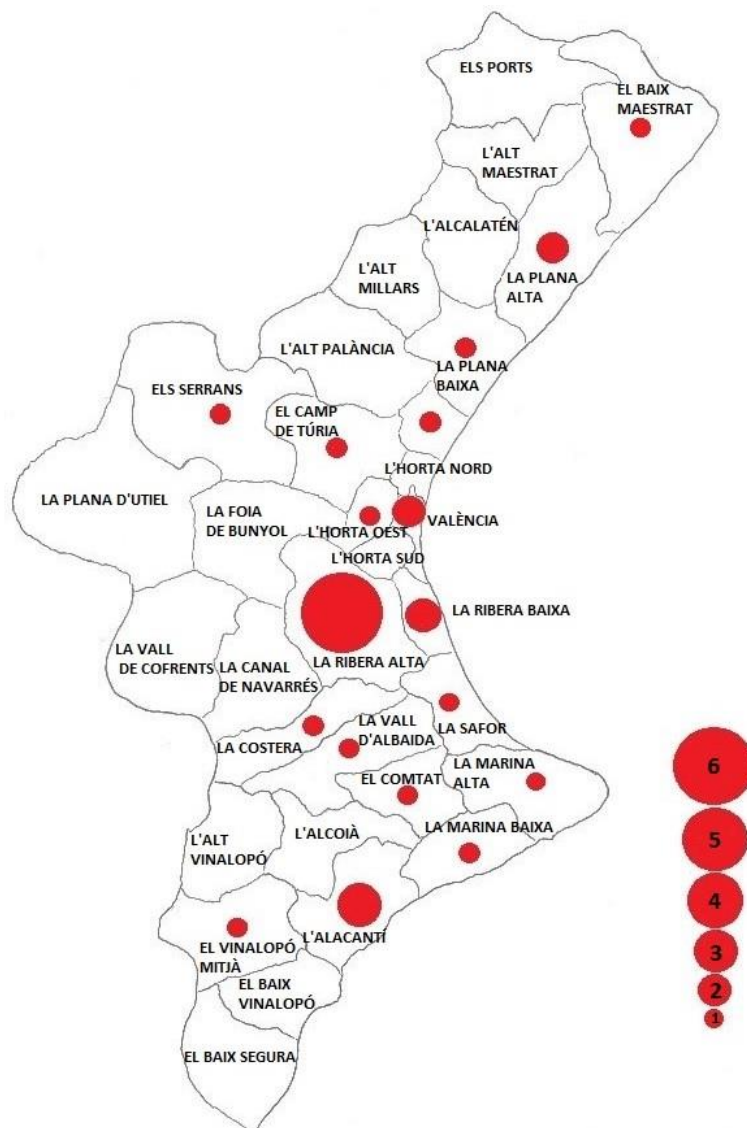 ELS PORTS
EL BAIX
MAESTRAT
L'ALT
MAESTRAT
L'ALCALATÉN
L'ALT
MILLARS
LA PLANA
ALTA
L'ALT PALÀNCIA
LA PLANA
BAIXA
ELS SERRANS
EL CAMP
DE TÚRIA
L'HORTA NORD
LA PLANA D'UTIEL
LA FOIA
DE BUNYOL
VALÈNCIA
L'HORTA OEST
L'HORTA SUD
LA RIBERA BAIXA
LA VALL
DE COFRENTS
LA CANAL
DE NAVARRÉS
LA RIBERA ALTA
LA COSTERA
LA VALL
D'ALBAIDA
LA SAFOR
EL COMTAT
LA MARINA
ALTA
L'ALT
VINALOPÓ
L'ALCOIÀ
LA MARINA BAIXA
L'ALACANTÍ
EL VINALOPÓ
MITJÀ
EL BAIX
VINALOPÓ
EL BAIX SEGURA
6
5
4
3
2
1